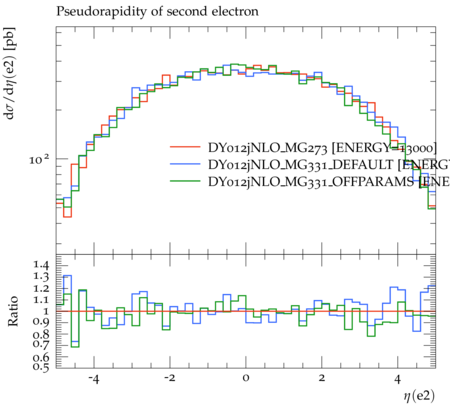 Pseudorapidity of second electron
dσ/dη(e2) [pb]
10²
DY012jNLO_MG273 [ENERGY=13000]
DY012jNLO_MG331_DEFAULT [ENERGY
DY012jNLO_MG331_OFFPARAMS [ENE
Ratio
1.4
1.3
1.2
1.1
1
0.9
0.8
0.7
0.6
0.5
-4 -2 0 2 4
η(e2)